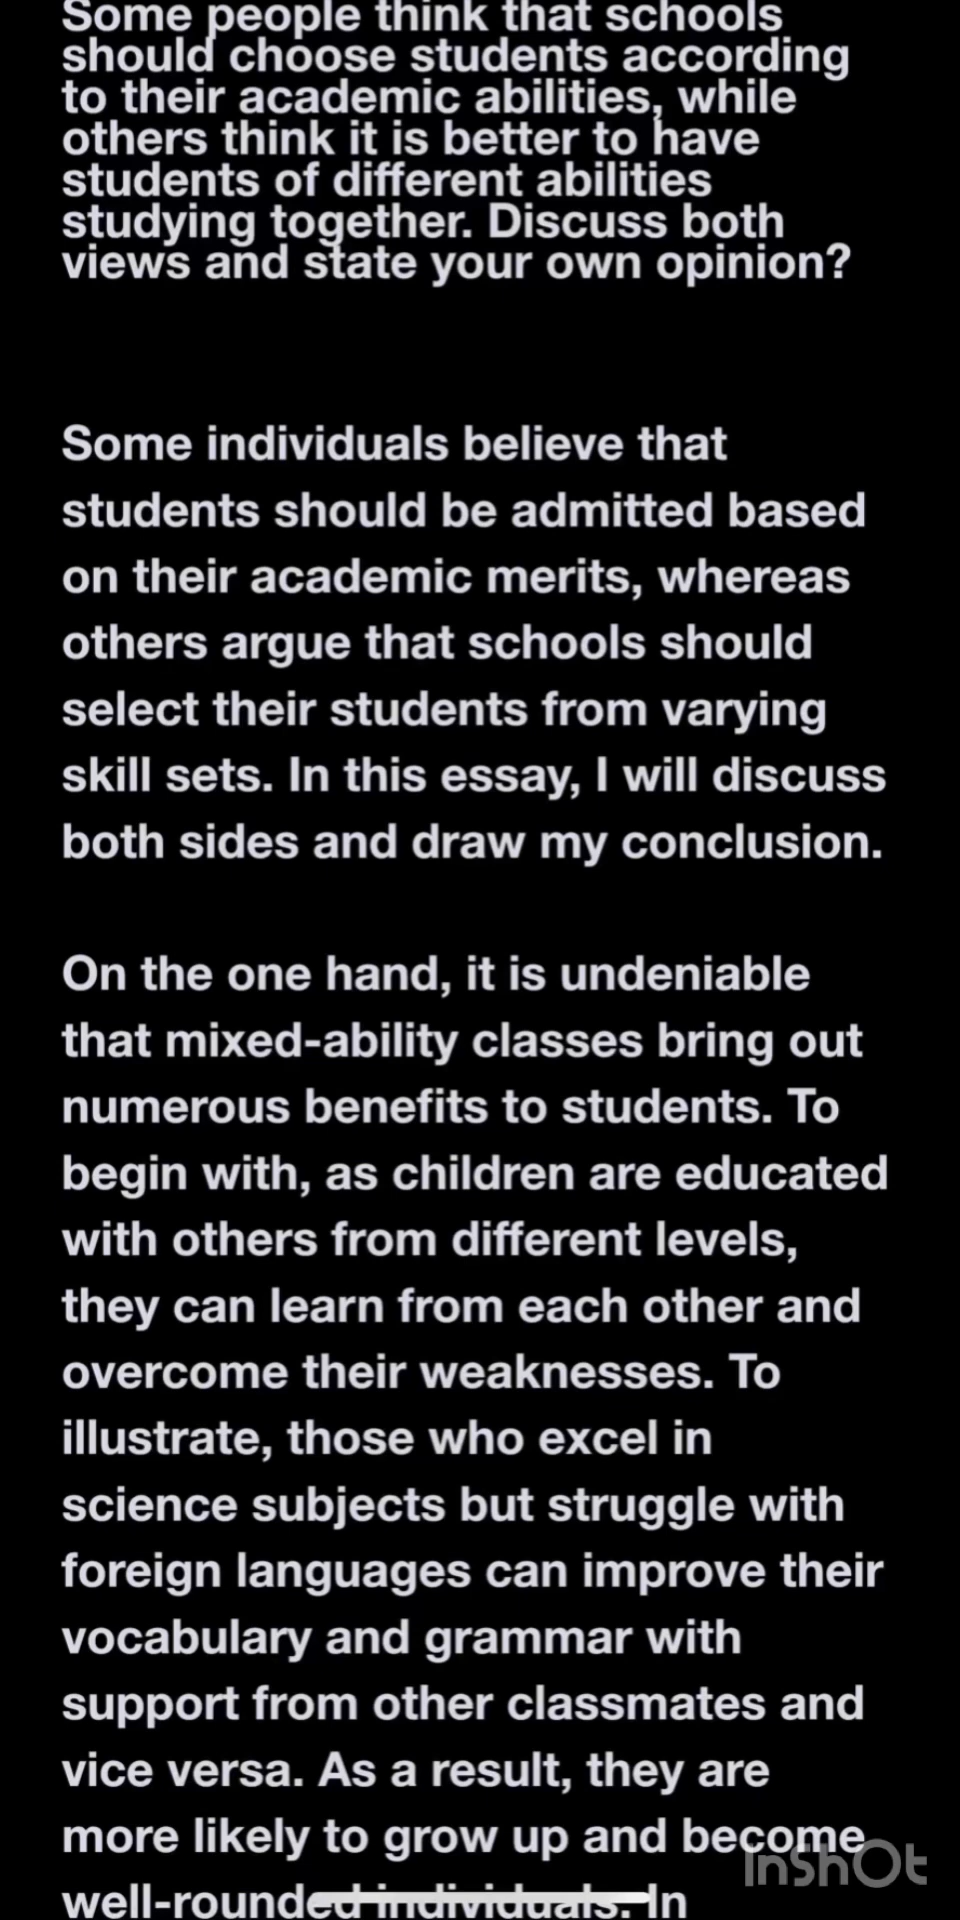 Some people think that schools
should choose students according
to their academic abilities, while
others think it is better to have
students of different abilities
studying together. Discuss both
views and state your own opinion?
Some individuals believe that
students should be admitted based
on their academic merits, whereas
others argue that schools should
select their students from varying
skill sets. In this essay, I will discuss
both sides and draw my conclusion.
On the one hand, it is undeniable
that mixed-ability classes bring out
numerous benefits to students. To
begin with, as children are educated
with others from different levels,
they can learn from each other and
overcome their weaknesses. To
illustrate, those who excel in
science subjects but struggle with
foreign languages can improve their
vocabulary and grammar with
support from other classmates and
vice versa. As a result, they are
more likely to grow up and become
well-rounded individuals. In
InShOt